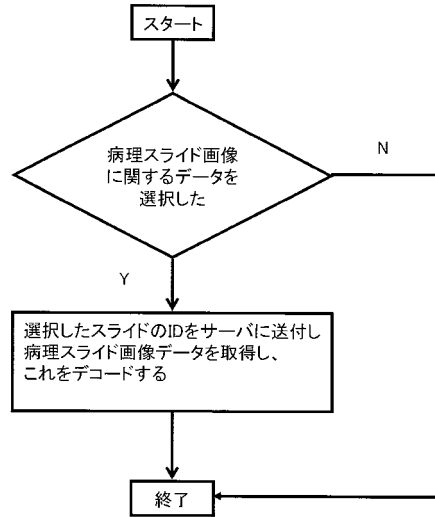 スタート
病理スライド画像
に関するデータを
選択した
N
Y
選択したスライドのIDをサーバに送付し
病理スライド画像データを取得し、
これをデコードする
終了